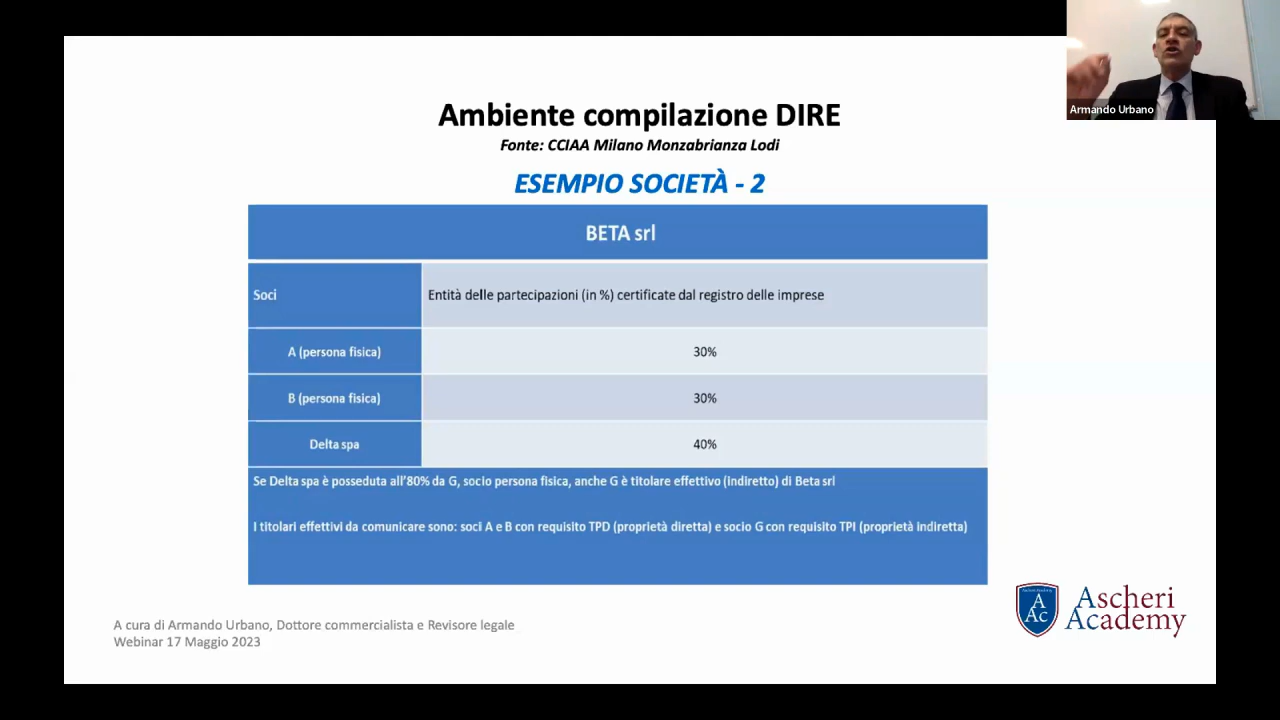 Armando Urbano
Ambiente compilazione DIRE
Fonte: CCIAA Milano Monzabrianza Lodi
ESEMPIO SOCIETÀ - 2
BETA srl
Soci
Entità delle partecipazioni (in %) certificate dal registro delle imprese
A (persona fisica)
30%
B (persona fisica)
30%
Delta spa
40%
Se Delta spa è posseduta all'80% da G, socio persona fisica, anche G è titolare effettivo (indiretto) di Beta srl
I titolari effettivi da comunicare sono: soci A e B con requisito TPD (proprietà diretta) e socio G con requisito TPI (proprietà indiretta)
A cura di Armando Urbano, Dottore commercialista e Revisore legale
Webinar 17 Maggio 2023
A
Ac
Ascheri
Academy